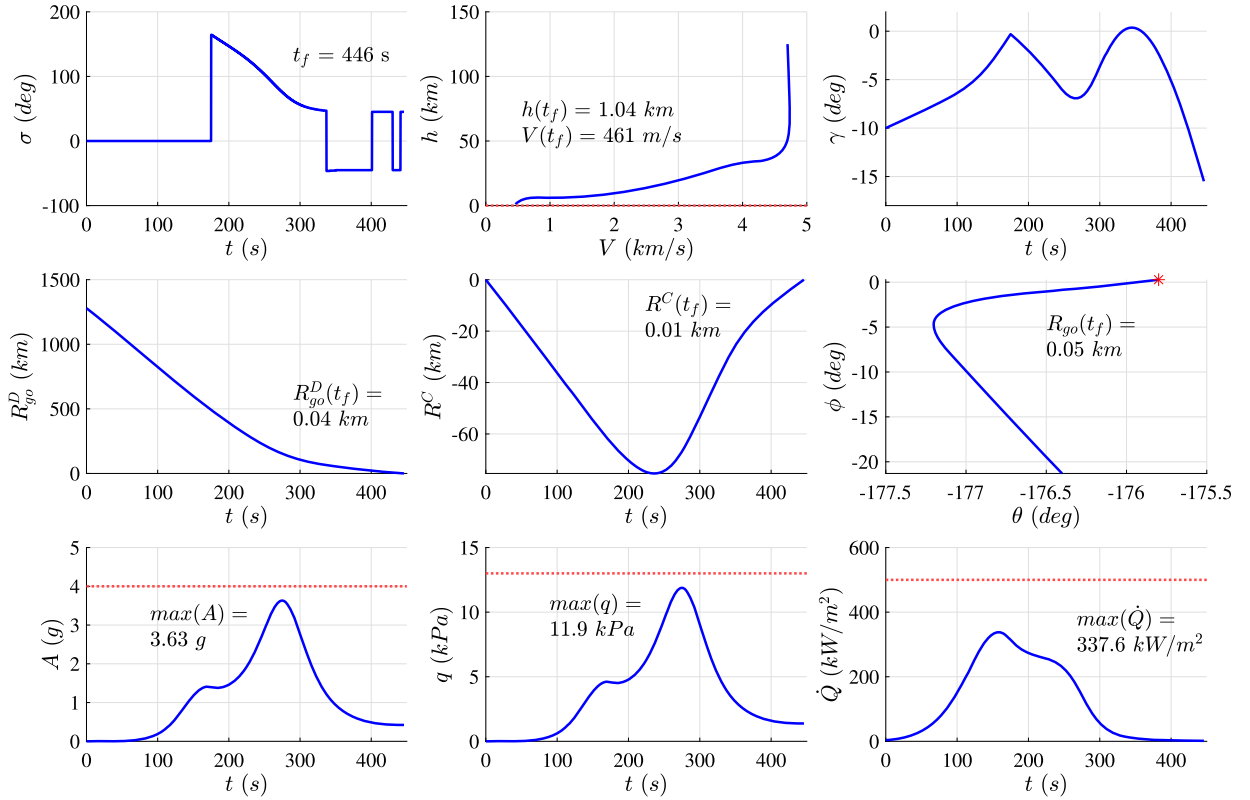 200
100
0
-100
0
100
200
300
400
σ (deg)
t (s)
t_f = 446 s
150
100
50
0
0
1
2
3
4
5
h (km)
V (km/s)
h(t_f) = 1.04 km
V(t_f) = 461 m/s
0
-5
-10
-15
0
100
200
300
400
γ (deg)
t (s)
1500
1000
500
0
0
100
200
300
400
R_go^D (km)
t (s)
R_go^D(t_f) =
0.04 km
0
-20
-40
-60
0
100
200
300
400
R^C (km)
t (s)
R^C(t_f) =
0.01 km
0
-5
-10
-15
-20
-177.5
-177
-176.5
-176
-175.5
ϕ (deg)
θ (deg)
R_go(t_f) =
0.05 km
5
4
3
2
1
0
0
100
200
300
400
A (g)
t (s)
max(A) =
3.63 g
15
10
5
0
0
100
200
300
400
q (kPa)
t (s)
max(q) =
11.9 kPa
600
400
200
0
0
100
200
300
400
Q̇ (kW/m²)
t (s)
max(Q̇) =
337.6 kW/m²